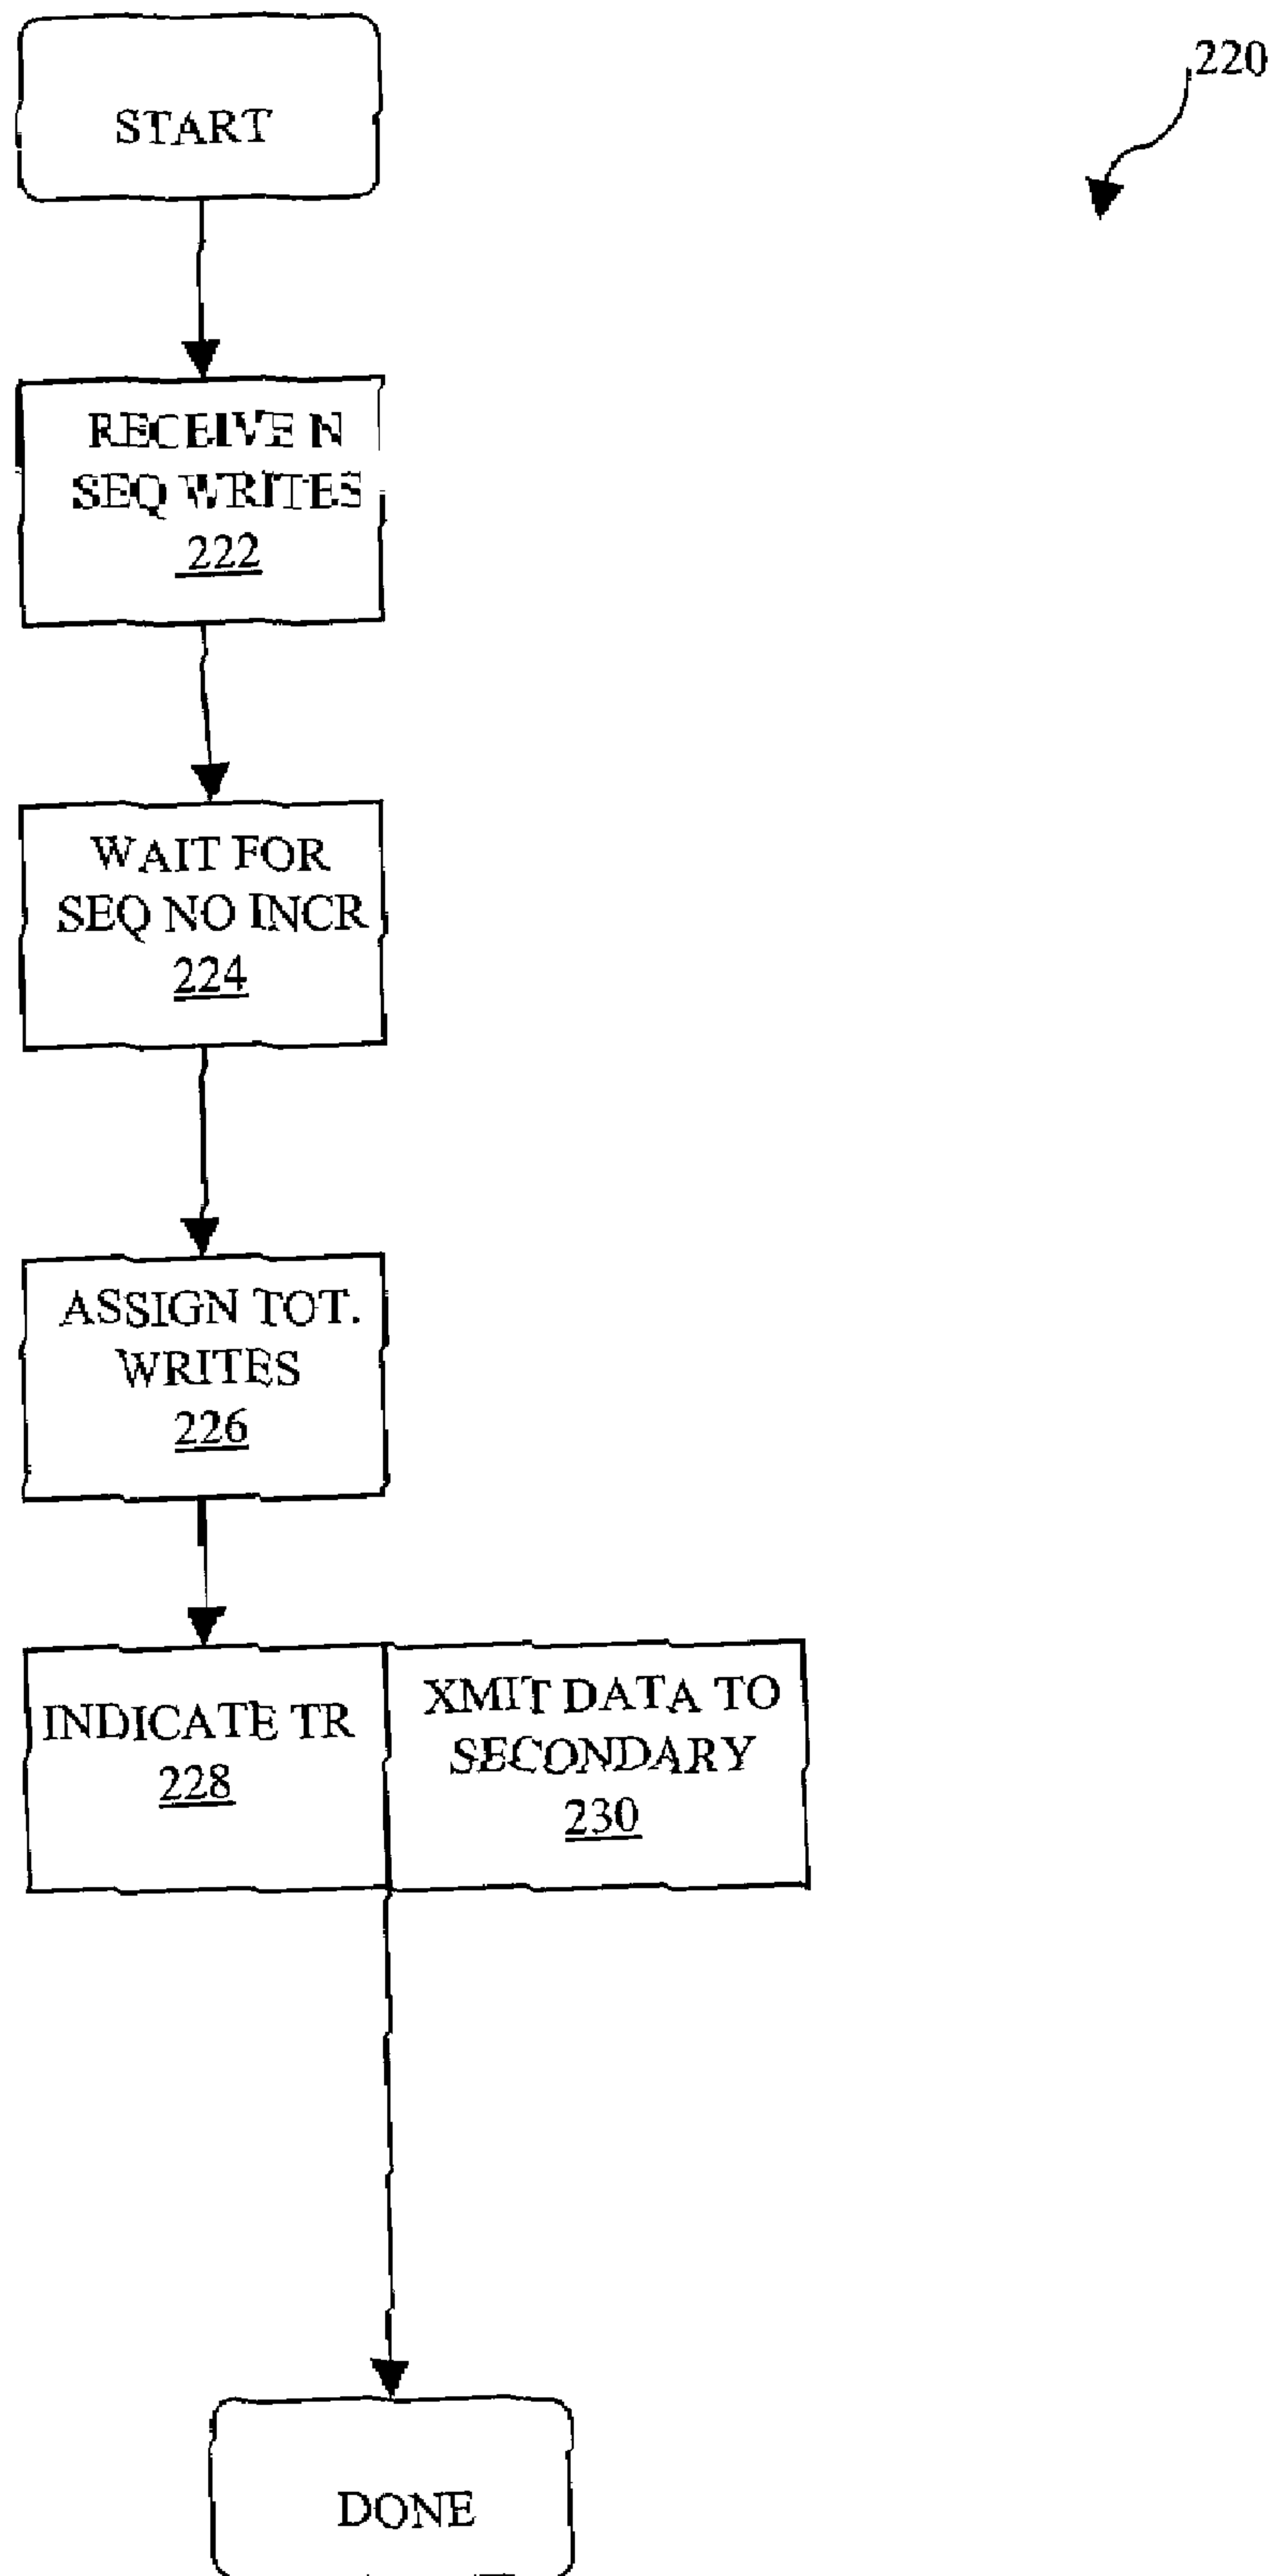 220
START
RECEIVE N
SEQ WRITES
222
WAIT FOR
SEQ NO INCR
224
ASSIGN TOT.
WRITES
226
INDICATE TR
228
XMIT DATA TO
SECONDARY
230
DONE